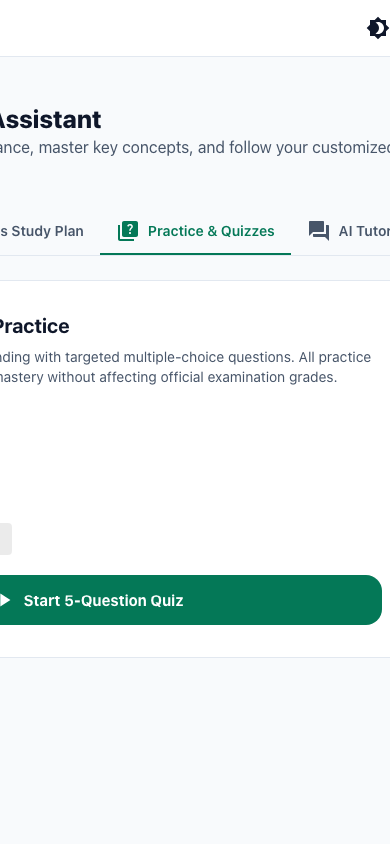 Assistant
ance, master key concepts, and follow your customized
s Study Plan
Practice & Quizzes
AI Tutor
Practice
nding with targeted multiple-choice questions. All practice
mastery without affecting official examination grades.
Start 5-Question Quiz